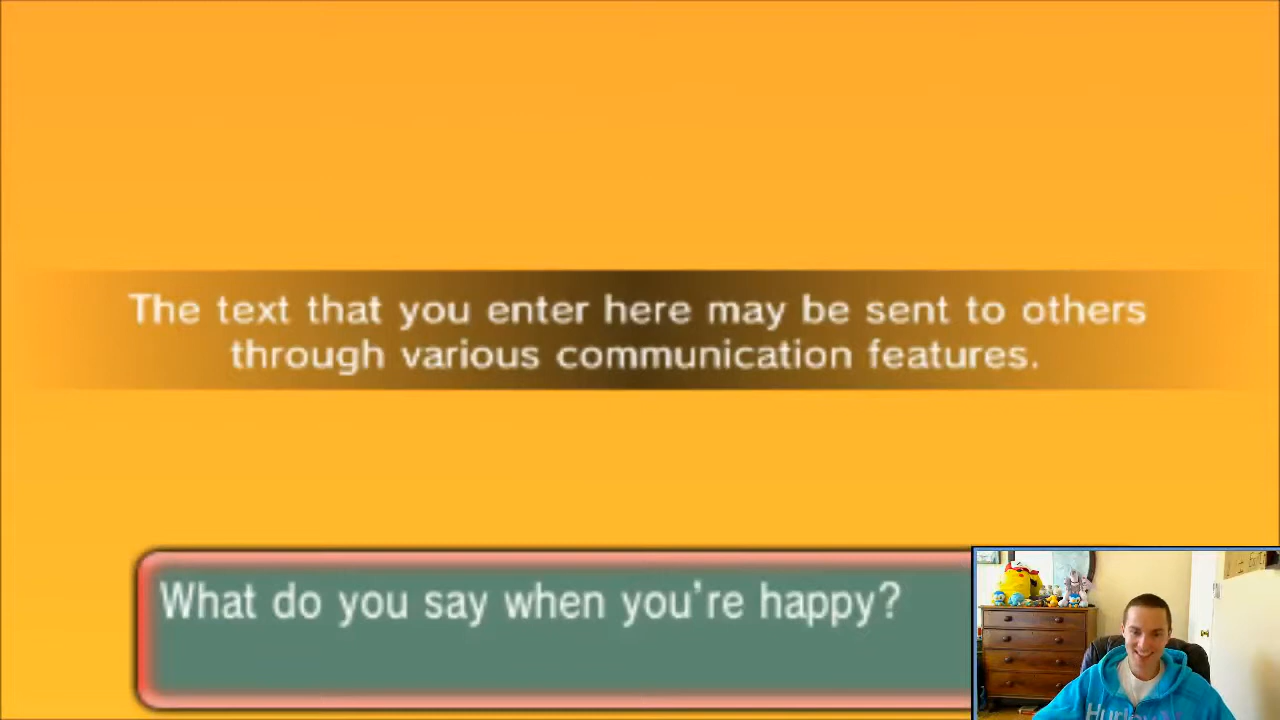 The text that you enter here may be sent to others
through various communication features.
What do you say when you're happy?
Hurley